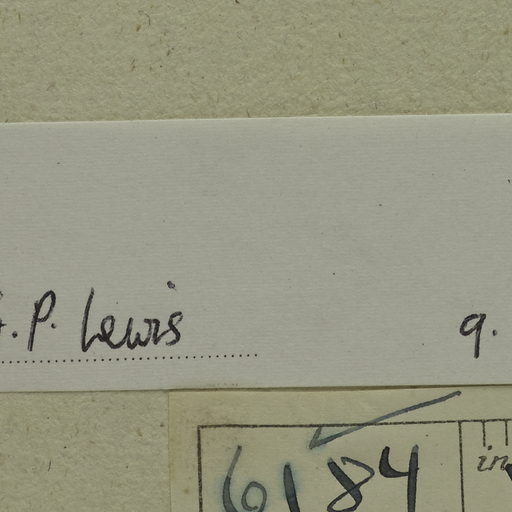 .P. Lewis 9.
6184 in